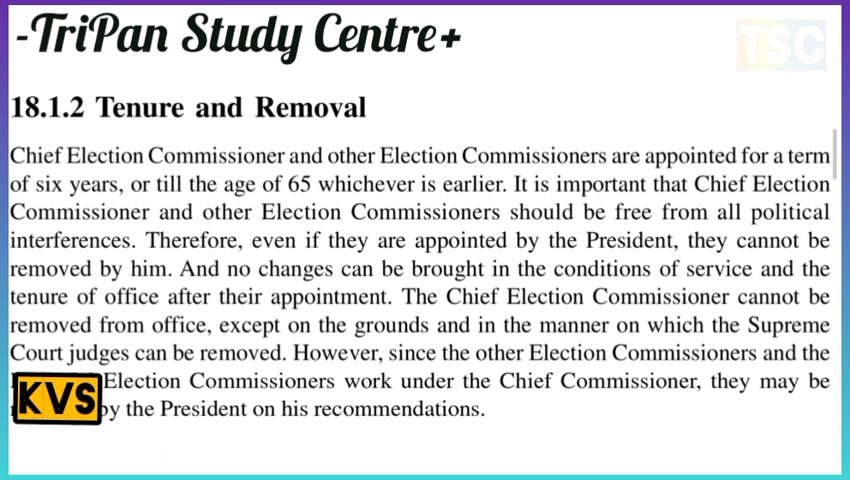 -TriPan Study Centre+
TSC
18.1.2 Tenure and Removal
Chief Election Commissioner and other Election Commissioners are appointed for a term
of six years, or till the age of 65 whichever is earlier. It is important that Chief Election
Commissioner and other Election Commissioners should be free from all political
interferences. Therefore, even if they are appointed by the President, they cannot be
removed by him. And no changes can be brought in the conditions of service and the
tenure of office after their appointment. The Chief Election Commissioner cannot be
removed from office, except on the grounds and in the manner on which the Supreme
Court judges can be removed. However, since the other Election Commissioners and the
Election Commissioners work under the Chief Commissioner, they may be
by the President on his recommendations.
KVS